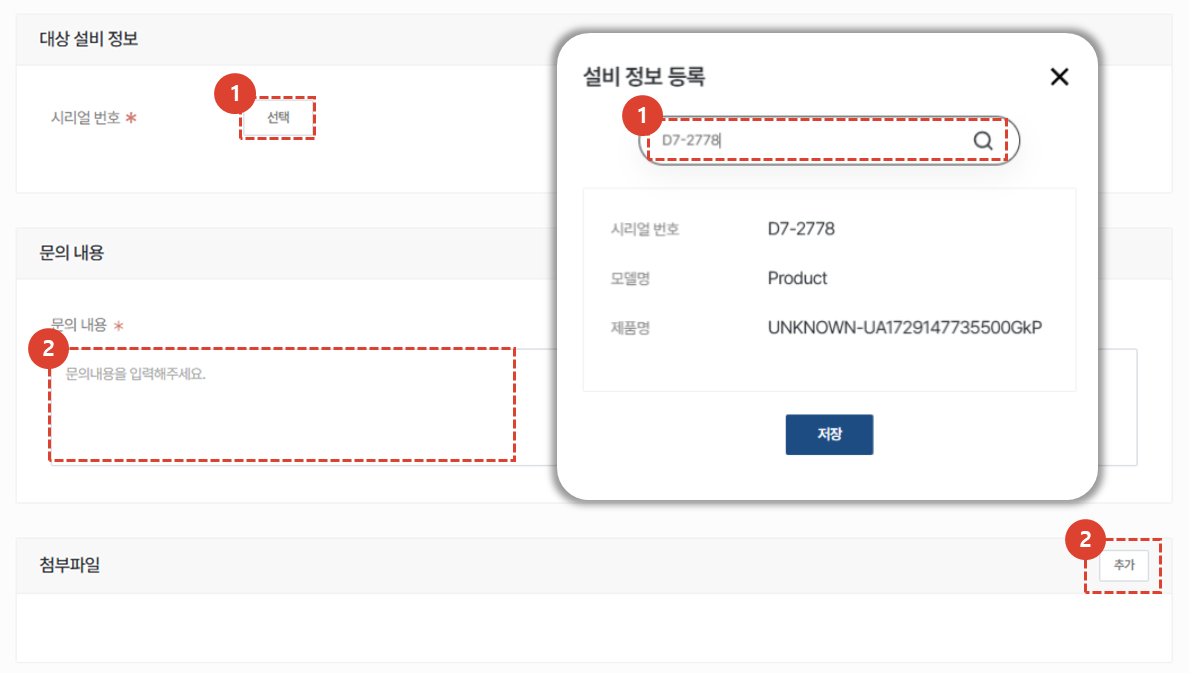 대상 설비 정보
1
시리얼 번호 *
선택
문의 내용
문의 내용 *
2
문의내용을 입력해주세요.
설비 정보 등록
1
D7-2778
시리얼 번호 D7-2778
모델명 Product
제품명 UNKNOWN-UA1729147735500GkP
저장
첨부파일
2
추가